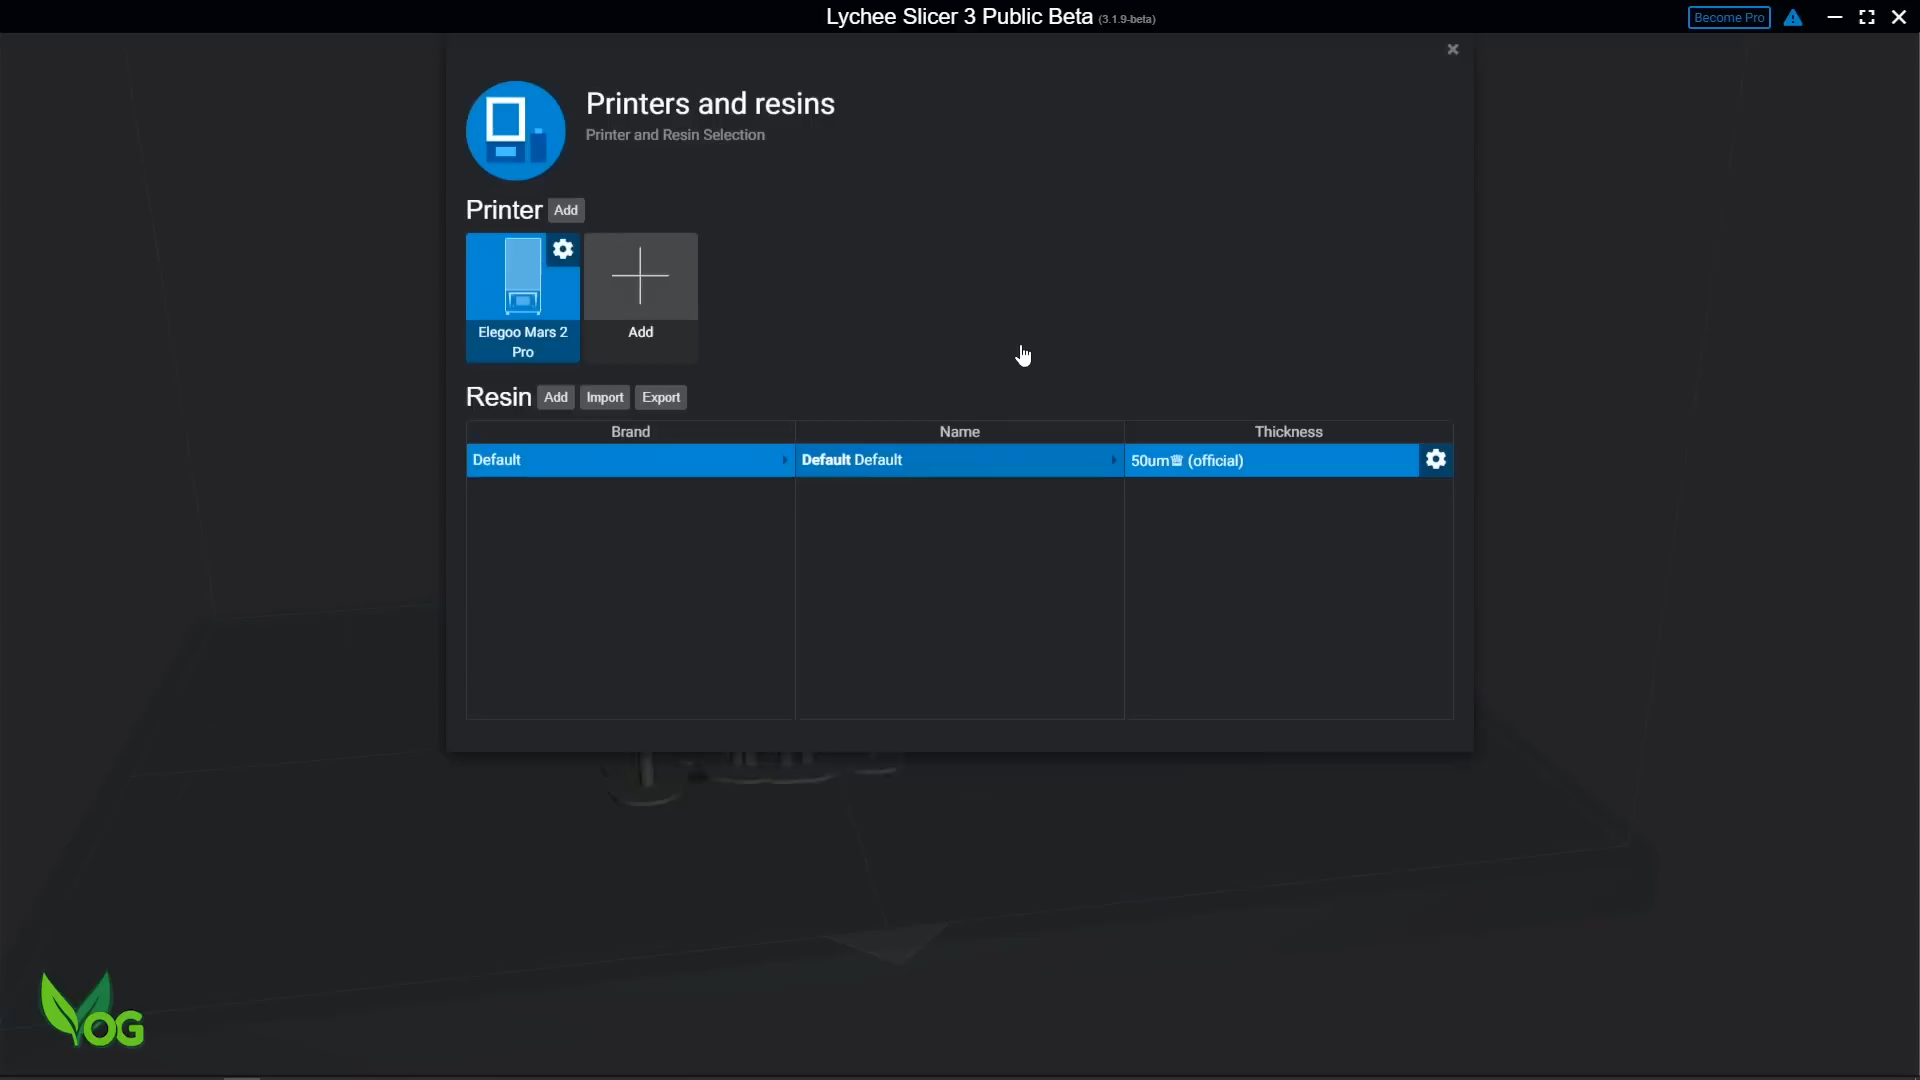 Lychee Slicer 3 Public Beta (3.1.9-beta)
Become Pro
Printers and resins
Printer and Resin Selection
Printer Add
Elegoo Mars 2
Pro
Add
Resin Add Import Export
Brand Name Thickness
Default Default Default 50um♕ (official)
VOG